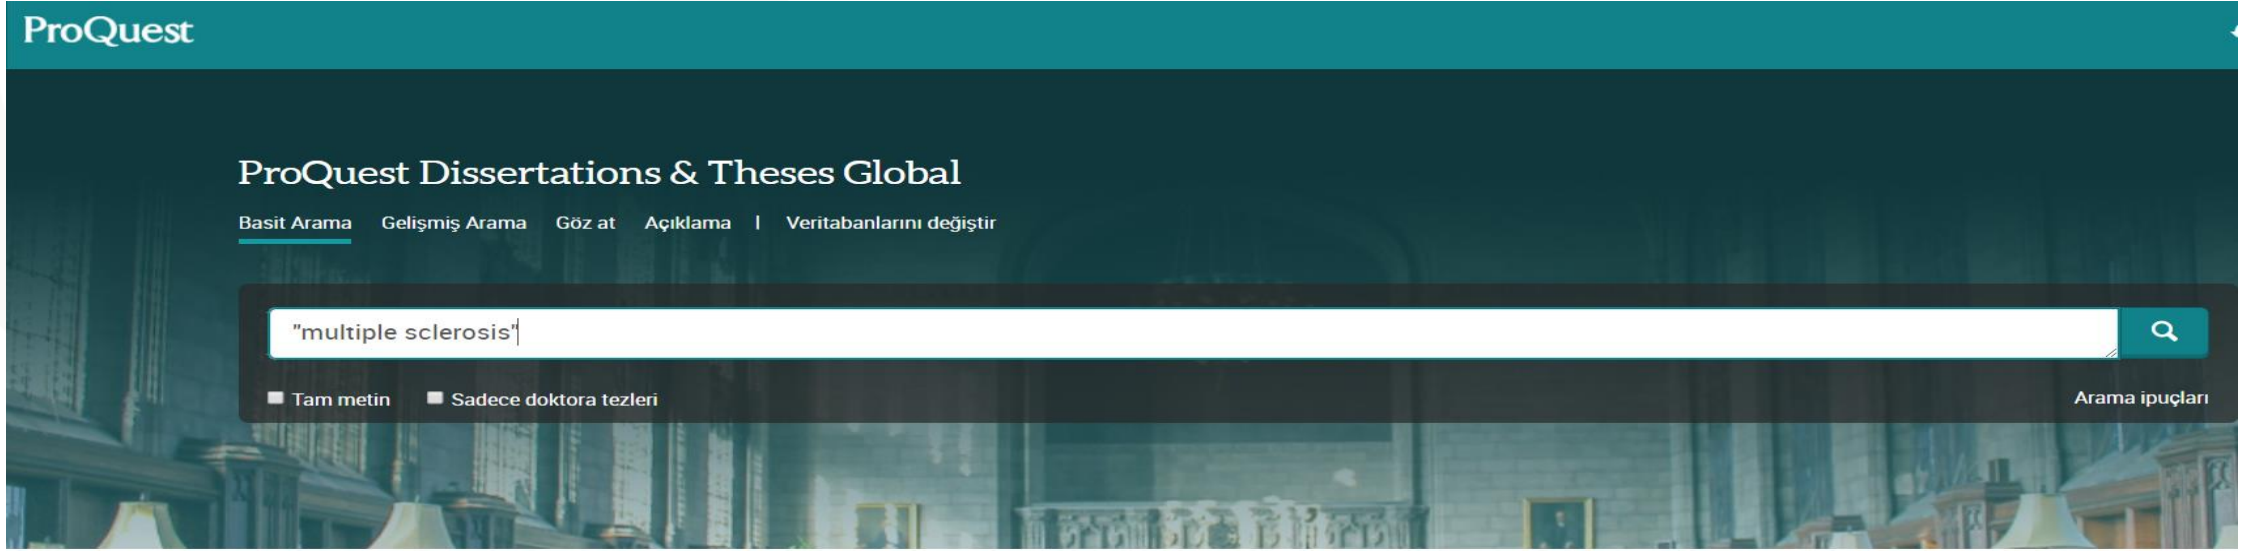 ProQuest
ProQuest Dissertations & Theses Global
Basit Arama Gelişmiş Arama Göz at Açıklama | Veritabanlarını değiştir
"multiple sclerosis"
Tam metin Sadece doktora tezleri Arama ipuçları